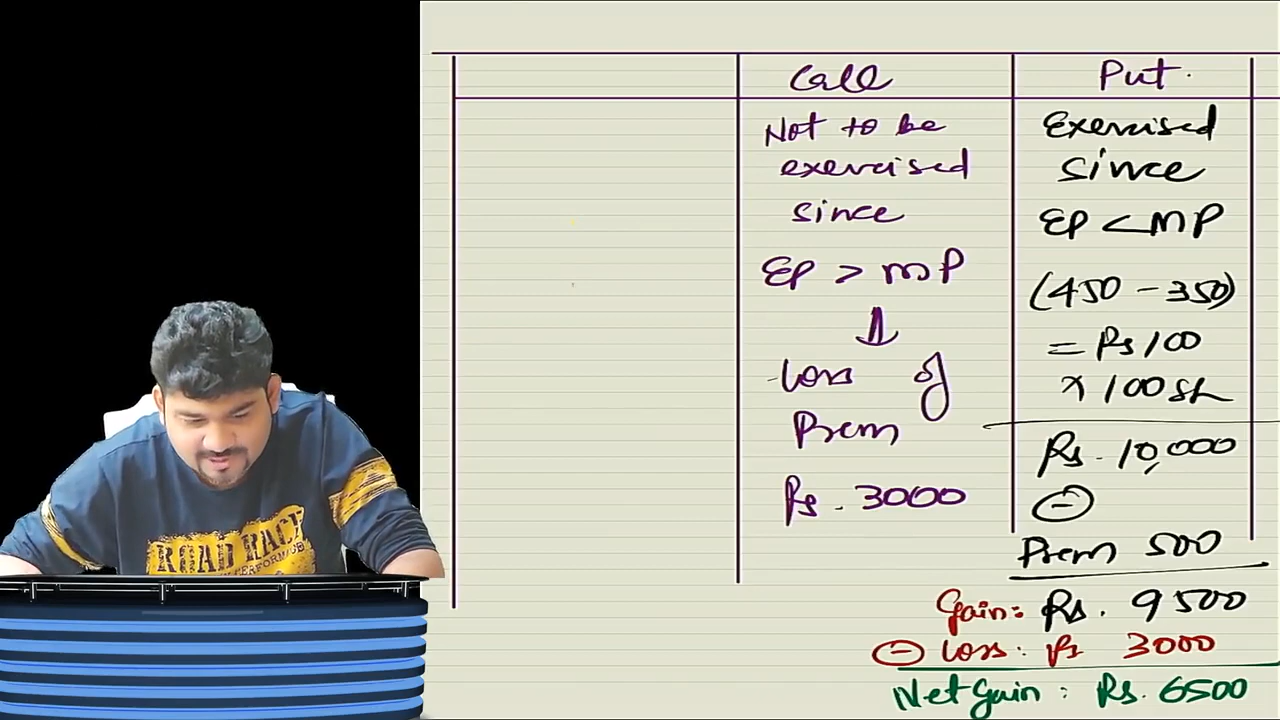 Call
Not to be
exercised
since
EP > MP
Loss of
Prem
Rs. 3000
Put.
Exercised
since
EP < MP
(450 - 350)
= Rs 100
x 100 sh
Rs. 10,000
-
Prem 500
Gain: Rs. 9500
- Loss: Rs 3000
Net Gain: Rs. 6500
ROAD RACE